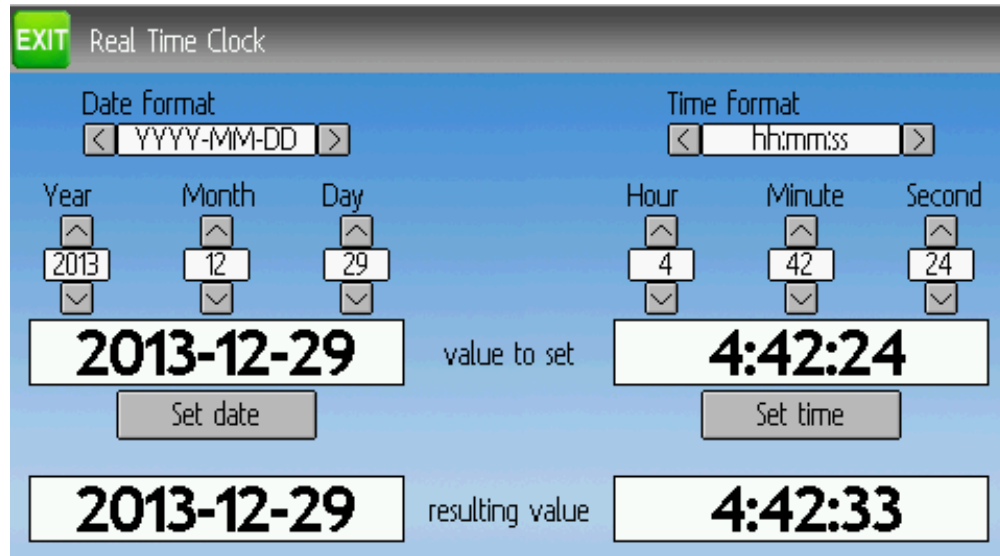 EXIT Real Time Clock
Date format Time format
< YYYY-MM-DD > < hh:mm:ss >
Year Month Day Hour Minute Second
2013 12 29 4 42 24
2013-12-29 value to set 4:42:24
Set date Set time
2013-12-29 resulting value 4:42:33